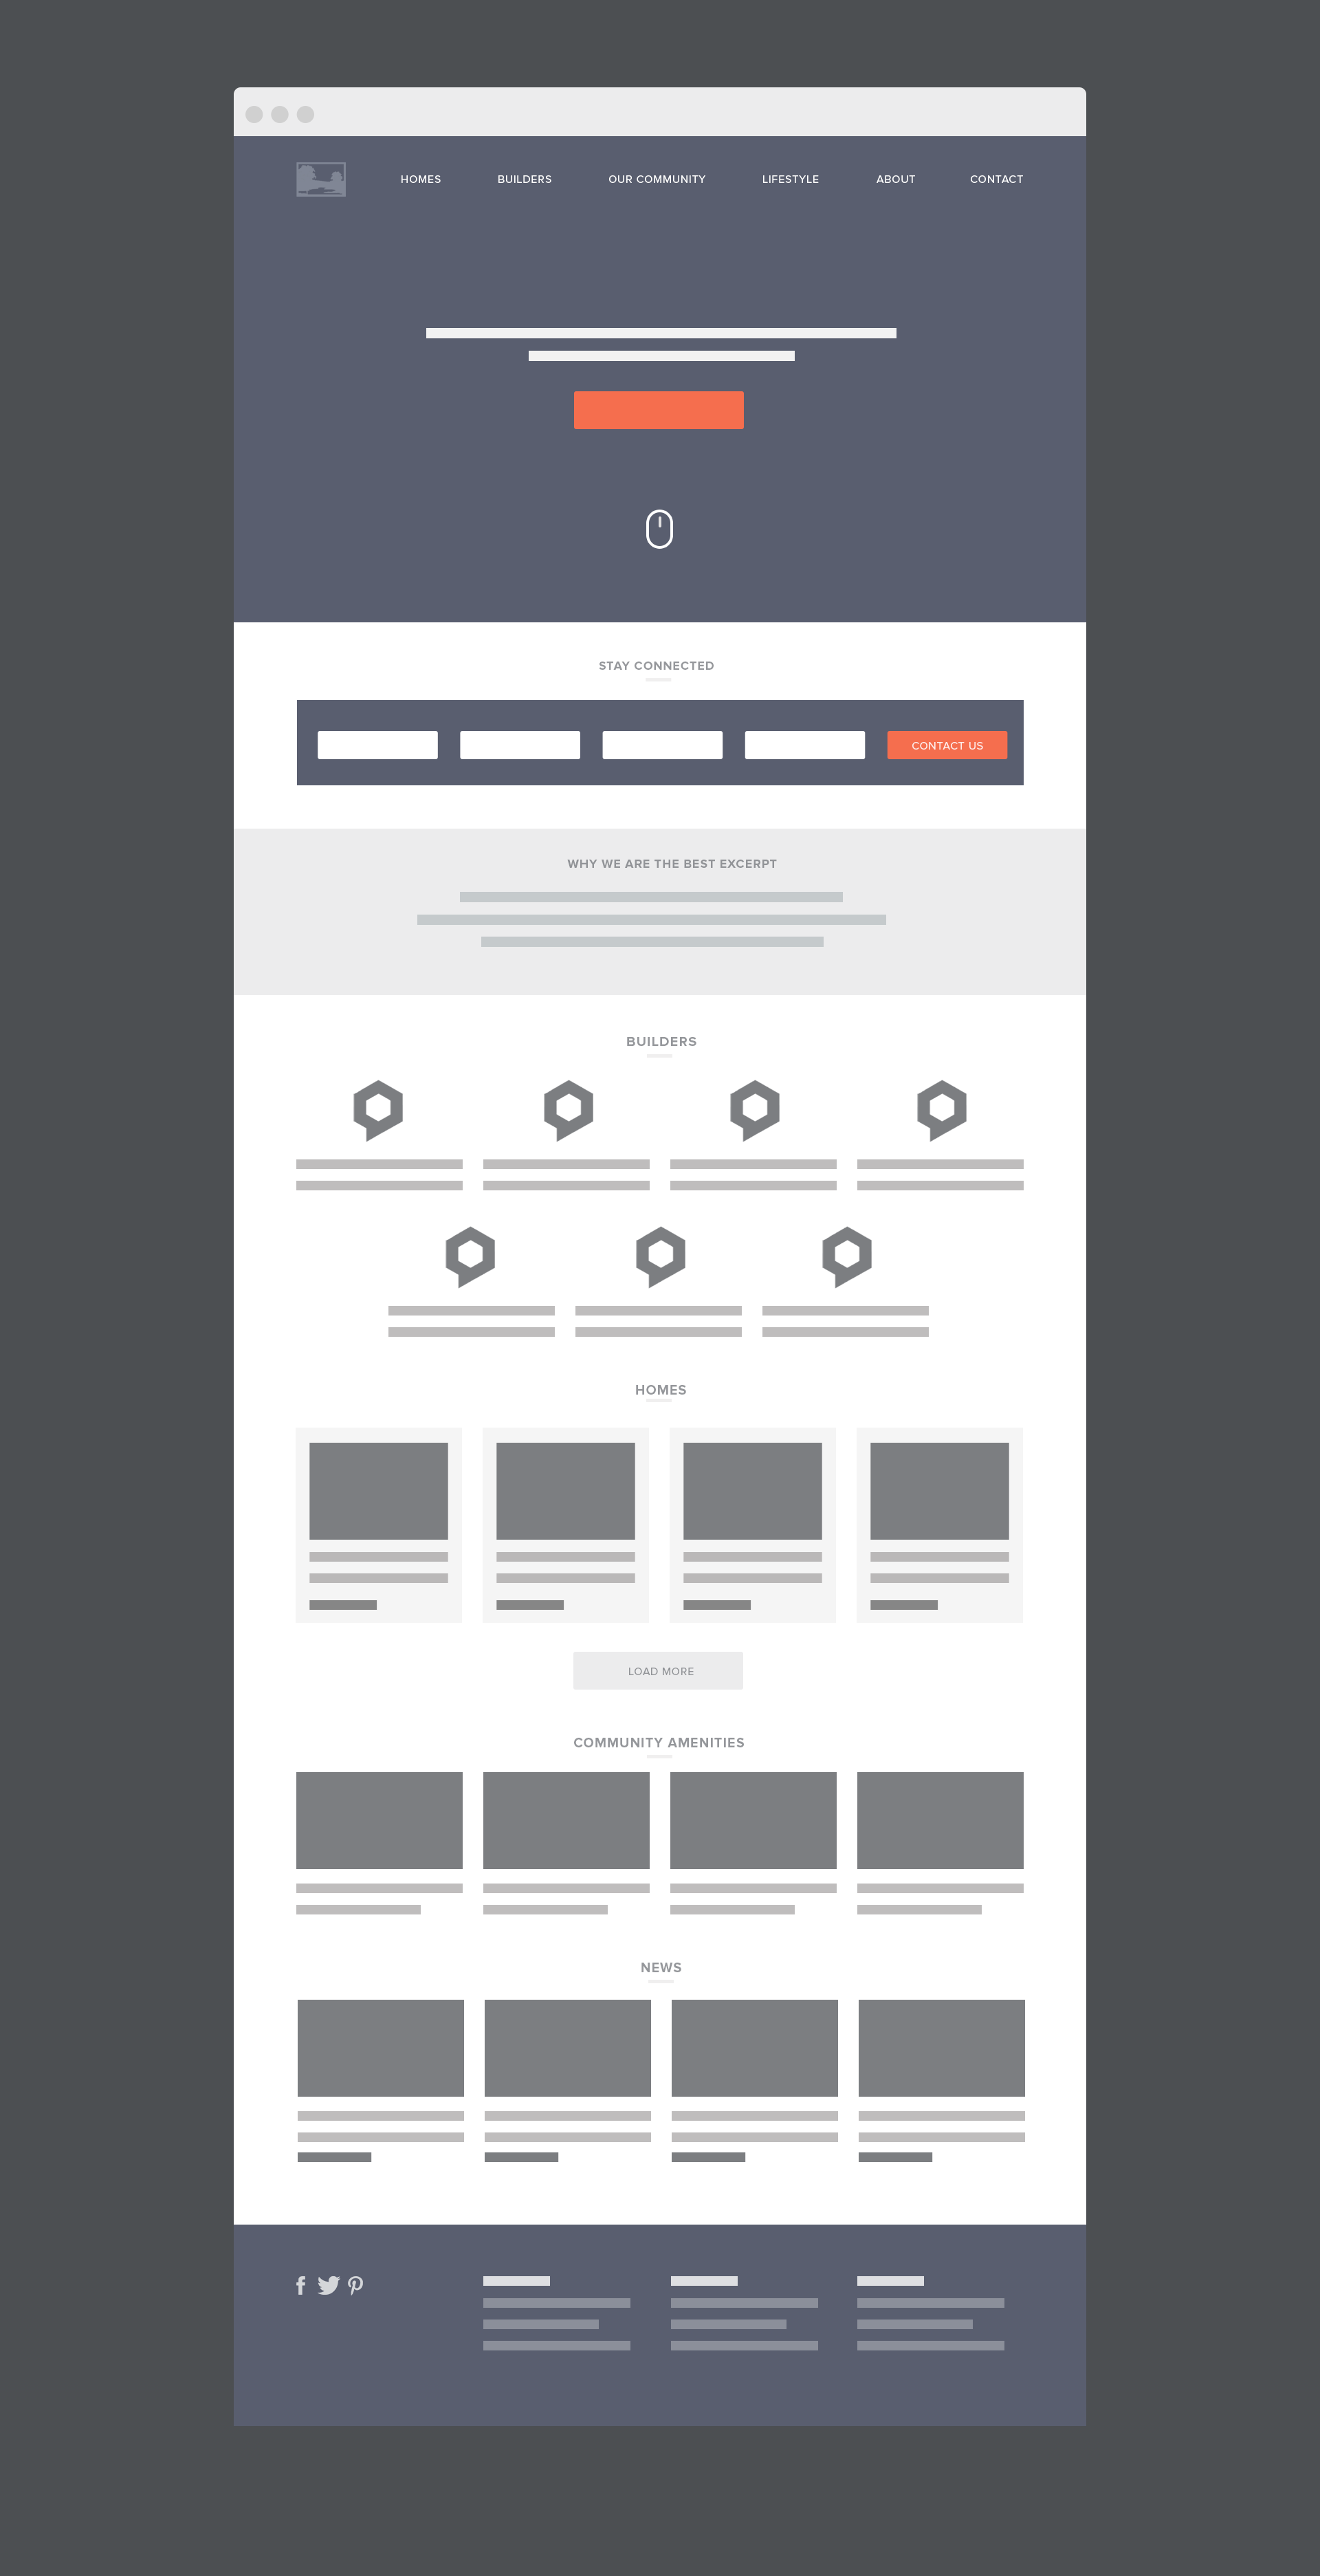 HOMES BUILDERS OUR COMMUNITY LIFESTYLE ABOUT CONTACT
STAY CONNECTED
CONTACT US
WHY WE ARE THE BEST EXCERPT
BUILDERS
HOMES
LOAD MORE
COMMUNITY AMENITIES
NEWS